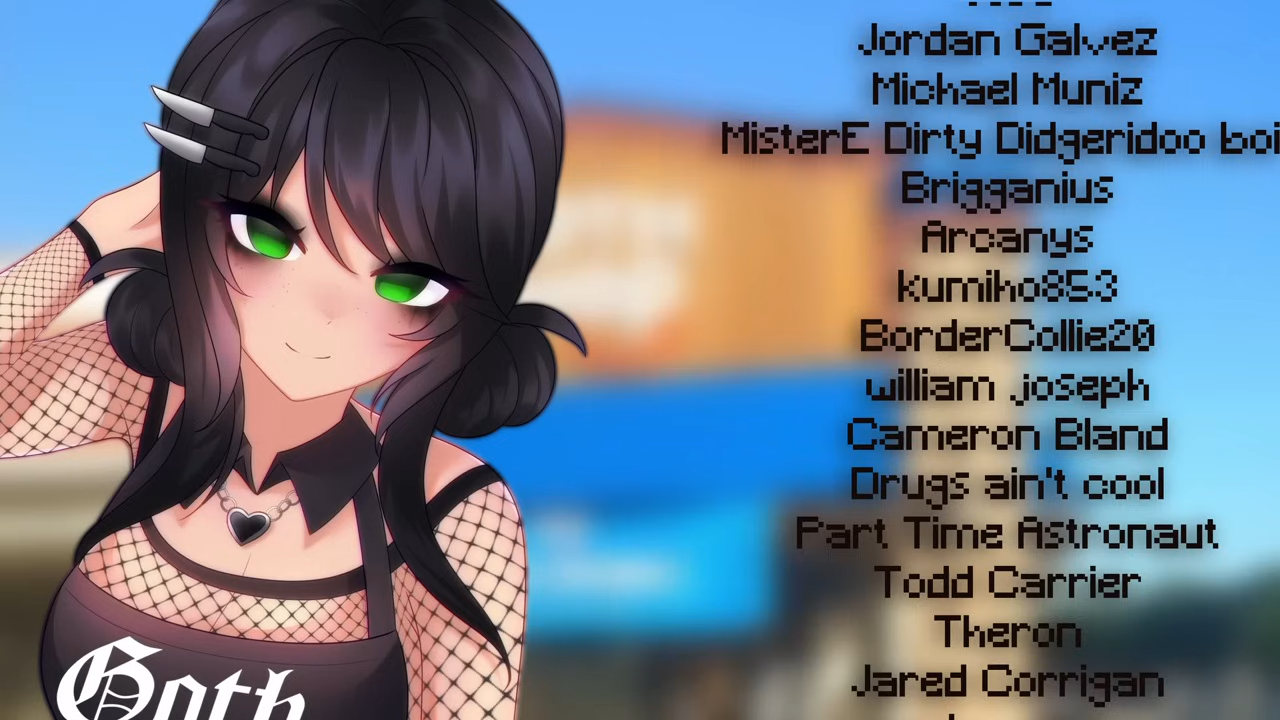 Jordan Galvez
Michael Muniz
MisterE Dirty Didgeridoo boi
Brigganius
Arcanys
kumiho853
BorderCollie20
william .joseph
Cameron Bland
Drugs ain't cool
Part Time Astronaut
Todd Carrier
Theron
Jared Corrigan
Goth